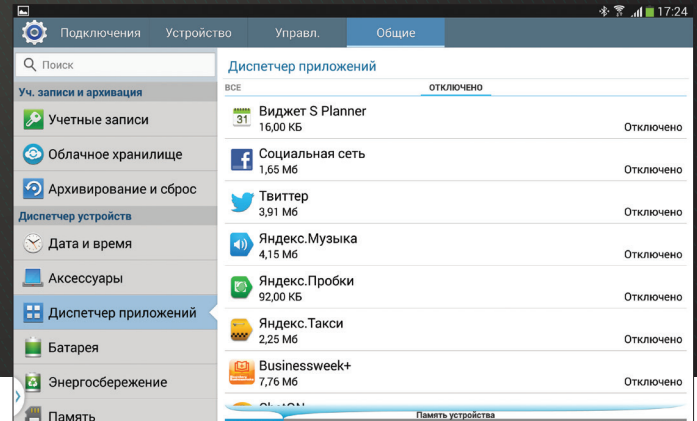 17:24
Подключения Устройство Управл. Общие
Поиск
Уч. записи и архивация
Учетные записи
Облачное хранилище
Архивирование и сброс
Диспетчер устройств
Дата и время
Аксессуары
Диспетчер приложений
Батарея
Энергосбережение
Память
Диспетчер приложений
ВСЕ ОТКЛЮЧЕНО
31
Виджет S Planner
16,00 КБ Отключено
Социальная сеть
1,65 Мб Отключено
Твиттер
3,91 Мб Отключено
Яндекс.Музыка
4,15 Мб Отключено
Яндекс.Пробки
92,00 КБ Отключено
Яндекс.Такси
2,25 Мб Отключено
Businessweek+
7,76 Мб Отключено
Память устройства